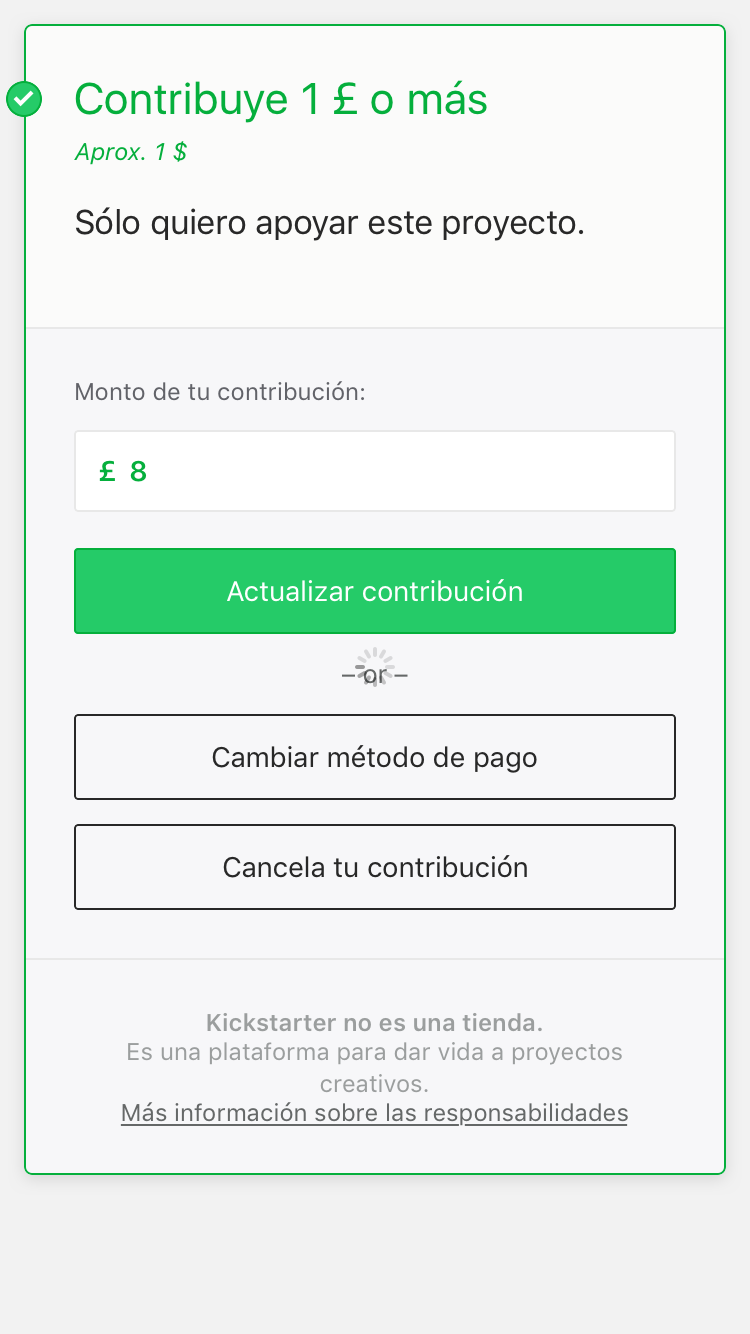 Contribuye 1 £ o más
Aprox. 1 $
Sólo quiero apoyar este proyecto.
Monto de tu contribución:
£ 8
Actualizar contribución
– or –
Cambiar método de pago
Cancela tu contribución
Kickstarter no es una tienda.
Es una plataforma para dar vida a proyectos
creativos.
Más información sobre las responsabilidades